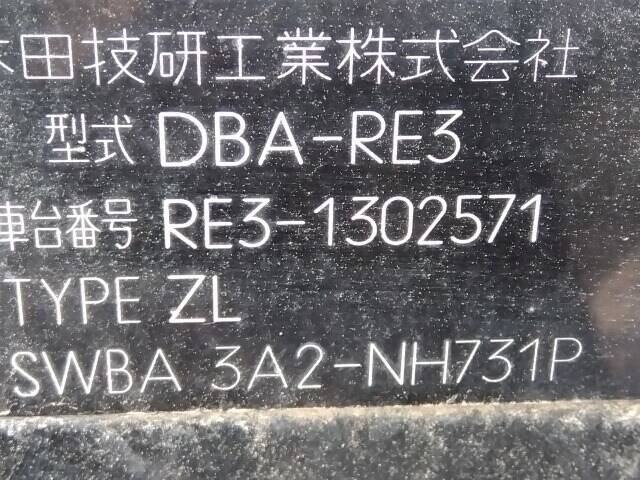 本田技研工業株式会社
型式 DBA-RE3
車台番号 RE3-1302571
TYPE ZL
SWBA 3A2-NH731P